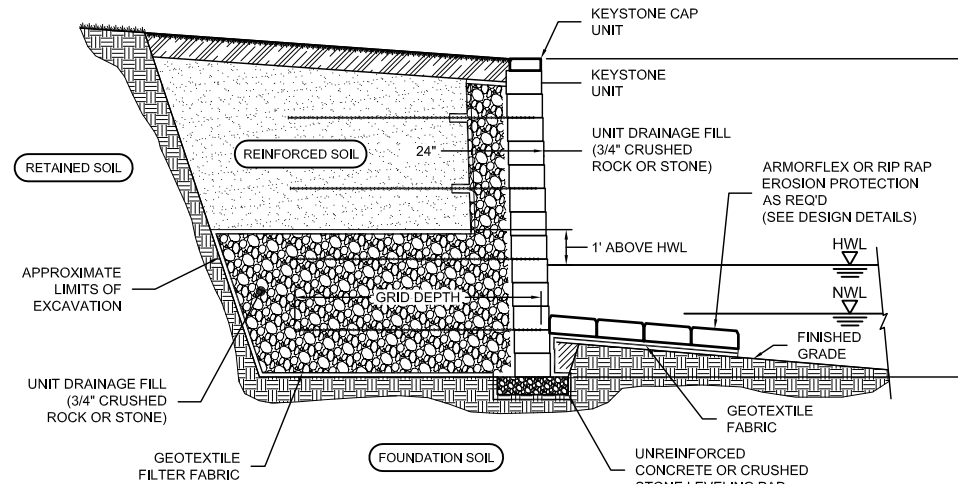 KEYSTONE CAP
UNIT
KEYSTONE
UNIT
REINFORCED SOIL
24"
UNIT DRAINAGE FILL
(3/4" CRUSHED
ROCK OR STONE)
RETAINED SOIL
ARMORFLEX OR RIP RAP
EROSION PROTECTION
AS REQ'D
(SEE DESIGN DETAILS)
1' ABOVE HWL
HWL
APPROXIMATE
LIMITS OF
EXCAVATION
GRID DEPTH
NWL
FINISHED
GRADE
UNIT DRAINAGE FILL
(3/4" CRUSHED
ROCK OR STONE)
GEOTEXTILE
FABRIC
GEOTEXTILE
FILTER FABRIC
FOUNDATION SOIL
UNREINFORCED
CONCRETE OR CRUSHED
STONE LEVELING PAD